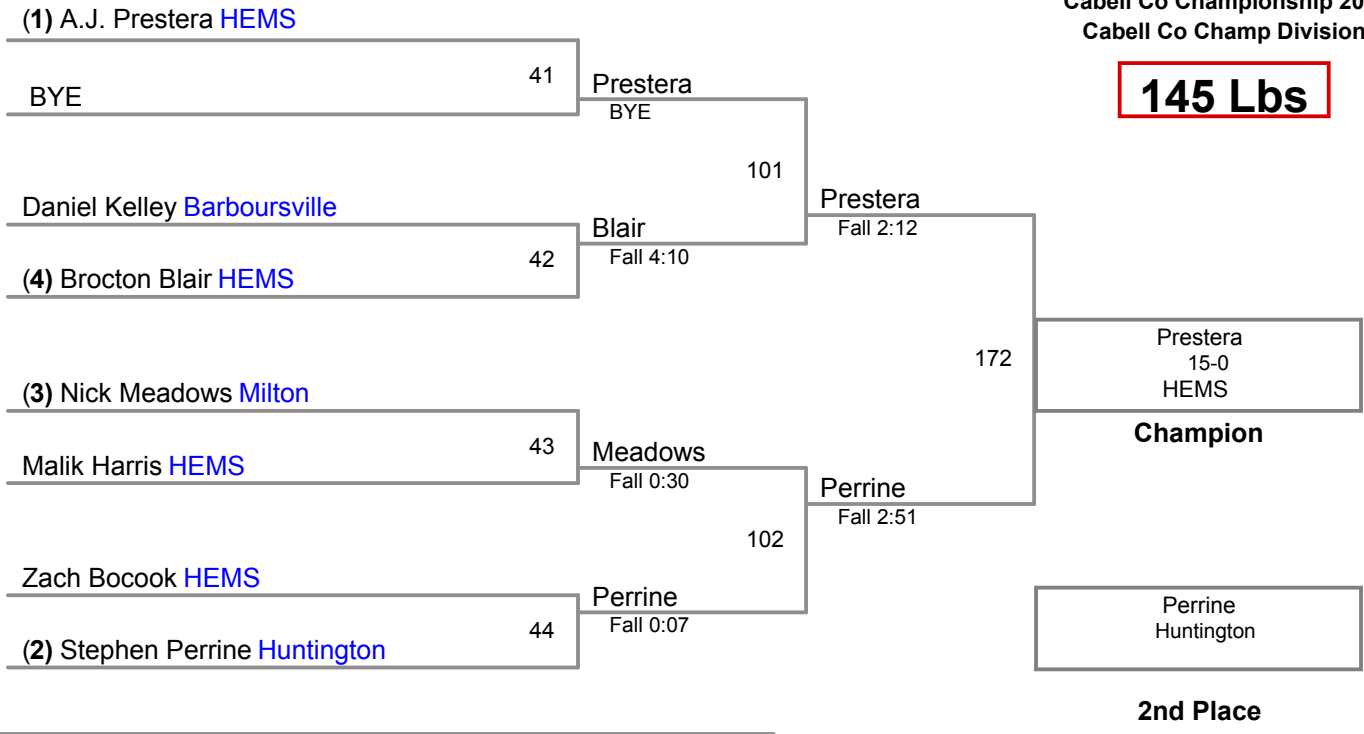 Cabell Co Championship 20
Cabell Co Champ Division
145 Lbs
(1) A.J. Prestera HEMS
41
BYE
Prestera
BYE
101
Daniel Kelley Barboursville
42
(4) Brocton Blair HEMS
Blair
Fall 4:10
Prestera
Fall 2:12
172
(3) Nick Meadows Milton
43
Malik Harris HEMS
Meadows
Fall 0:30
102
Zach Bocook HEMS
44
(2) Stephen Perrine Huntington
Perrine
Fall 0:07
Perrine
Fall 2:51
Prestera
15-0
HEMS
Champion
Perrine
Huntington
2nd Place